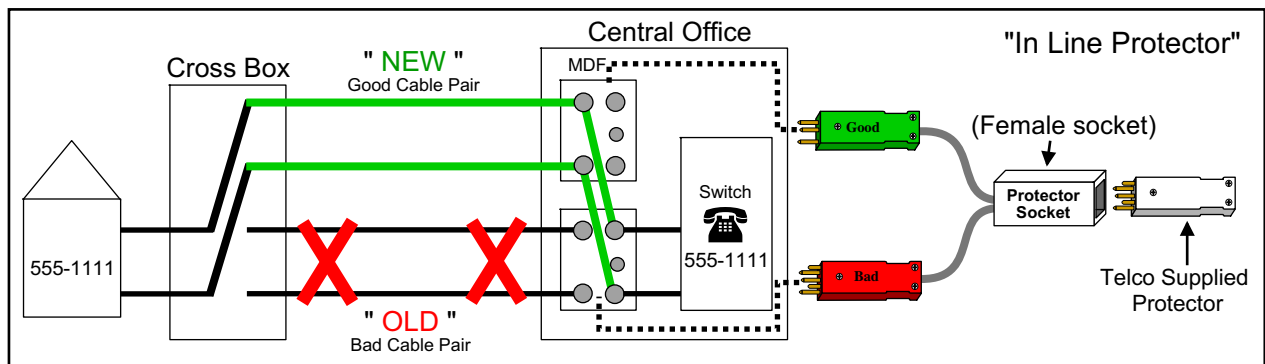 Central Office
"In Line Protector"
Cross Box
" NEW "
Good Cable Pair
MDF
Good
(Female socket)
Protector
Socket
Switch
555-1111
555-1111
Bad
Telco Supplied
Protector
" OLD "
Bad Cable Pair